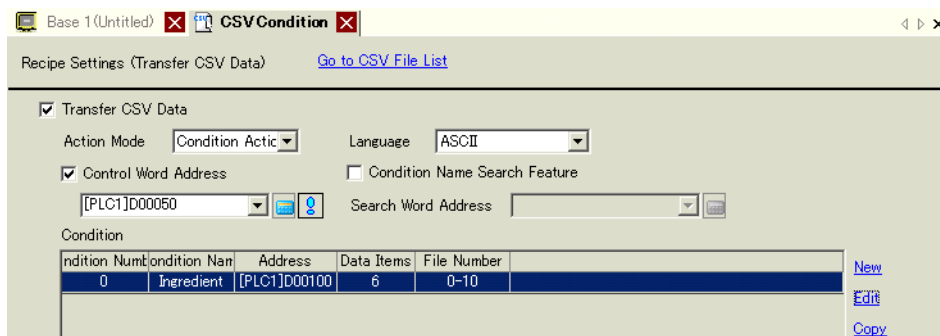 Base 1(Untitled) CSV CSVCondition
Recipe Settings (Transfer CSV Data) Go to CSV File List
Transfer CSV Data
Action Mode Condition Actic Language ASCII
Control Word Address Condition Name Search Feature
[PLC1]D00050 Search Word Address
Condition
ndition Numb ondition Nam Address Data Items File Number
0 Ingredient [PLC1]D00100 6 0-10
New
Edit
Copy